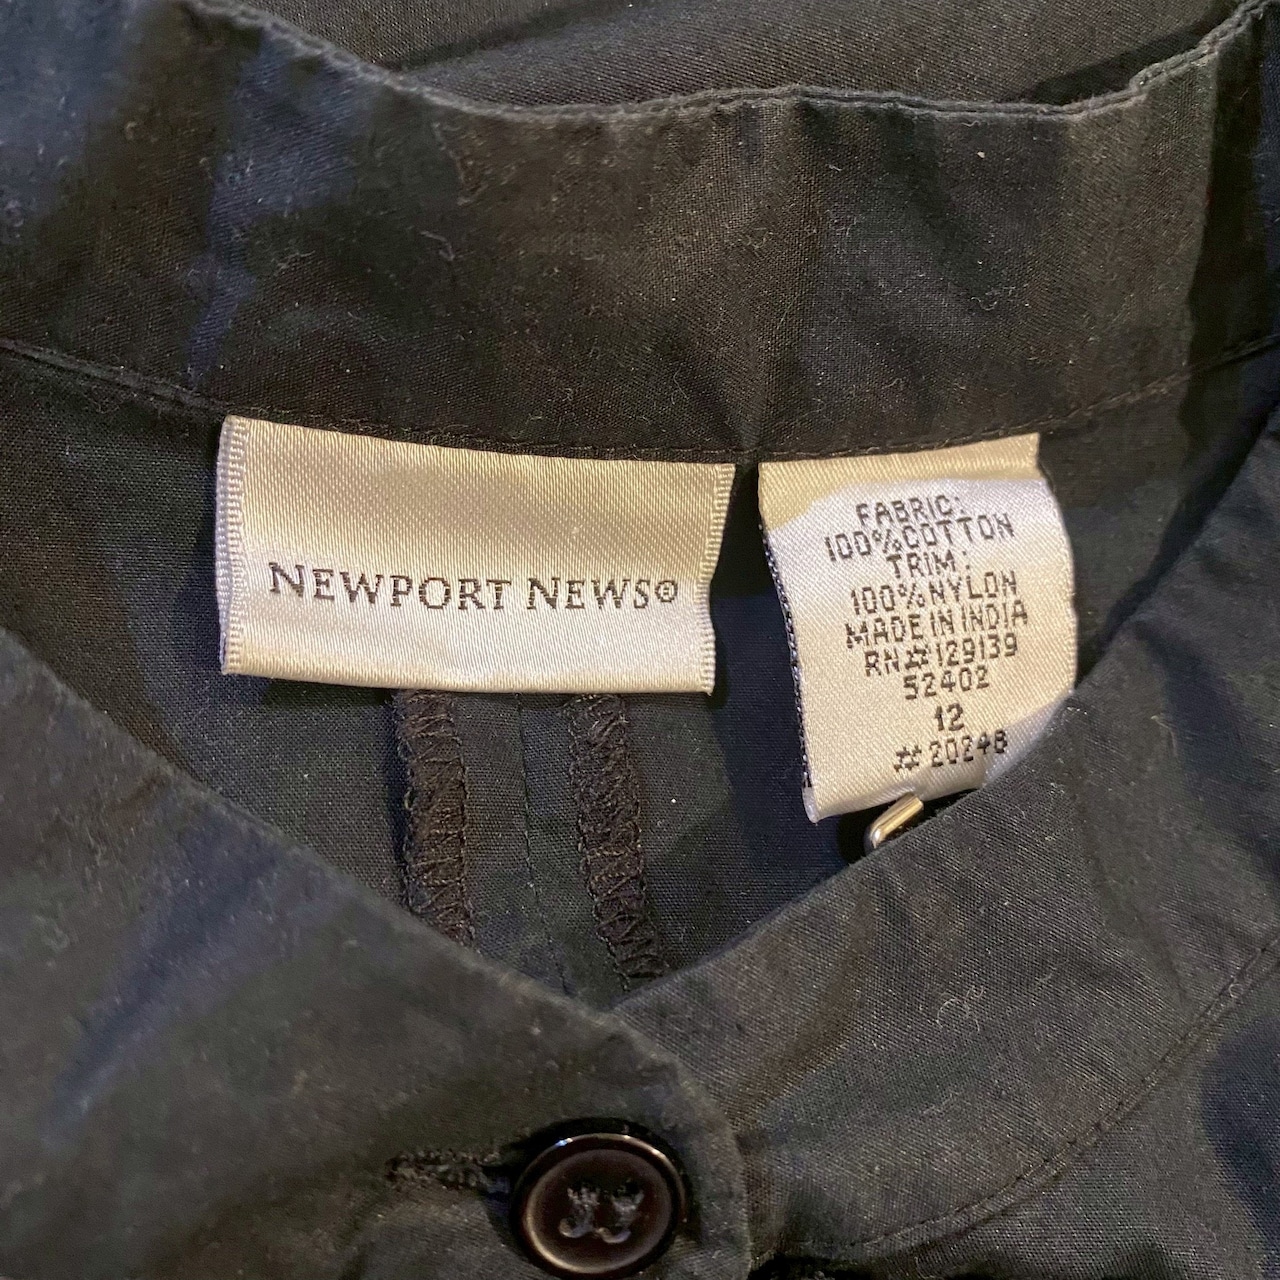 NEWPORT NEWS®
FABRIC:
100%COTTON
TRIM:
100%NYLON
MADE IN INDIA
RN#129139
52402
12
#20248